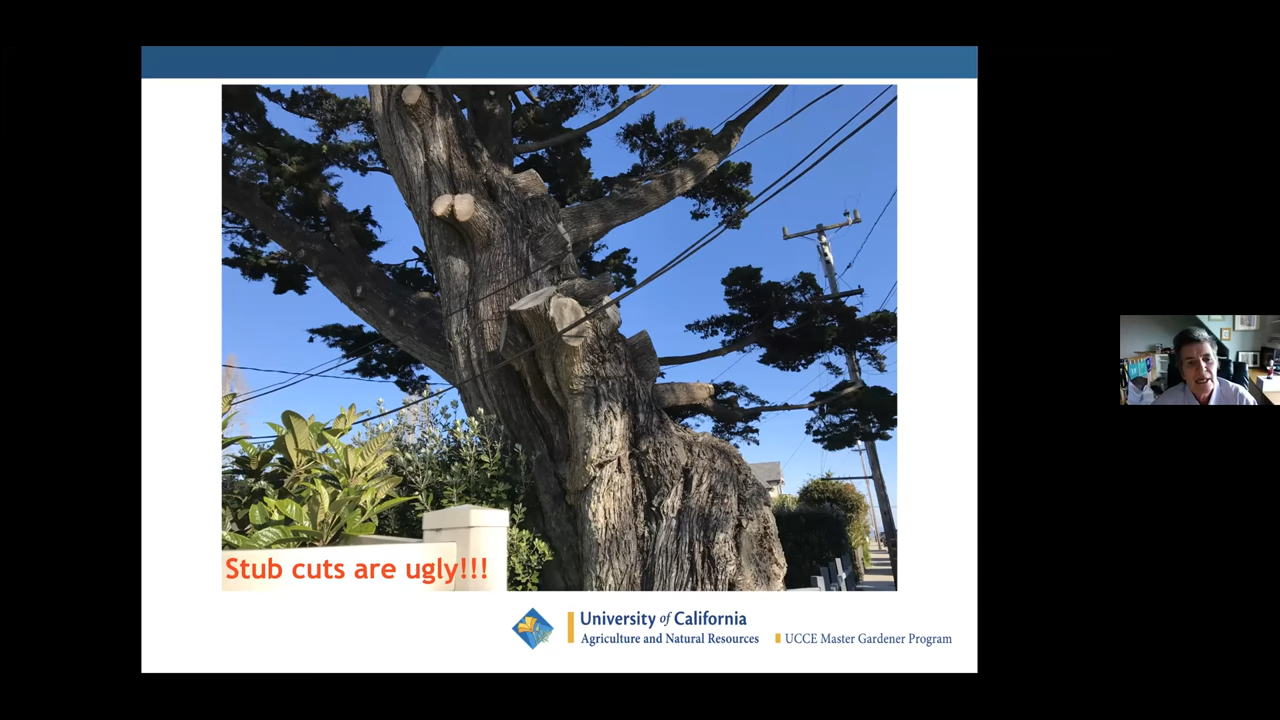 Stub cuts are ugly!!!
University of California
Agriculture and Natural Resources
UCCE Master Gardener Program